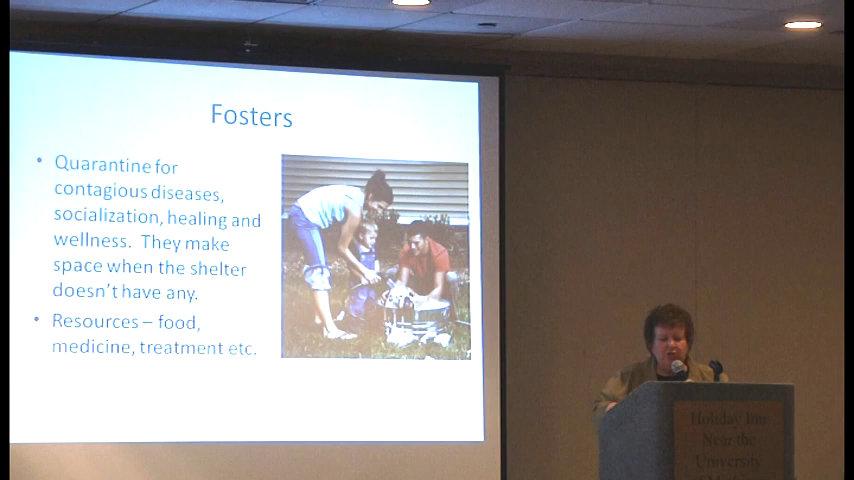 Fosters
• Quarantine for
contagious diseases,
socialization, healing and
wellness. They make
space when the shelter
doesn't have any.
• Resources – food,
medicine, treatment etc.
Holiday Inn
Near the
University